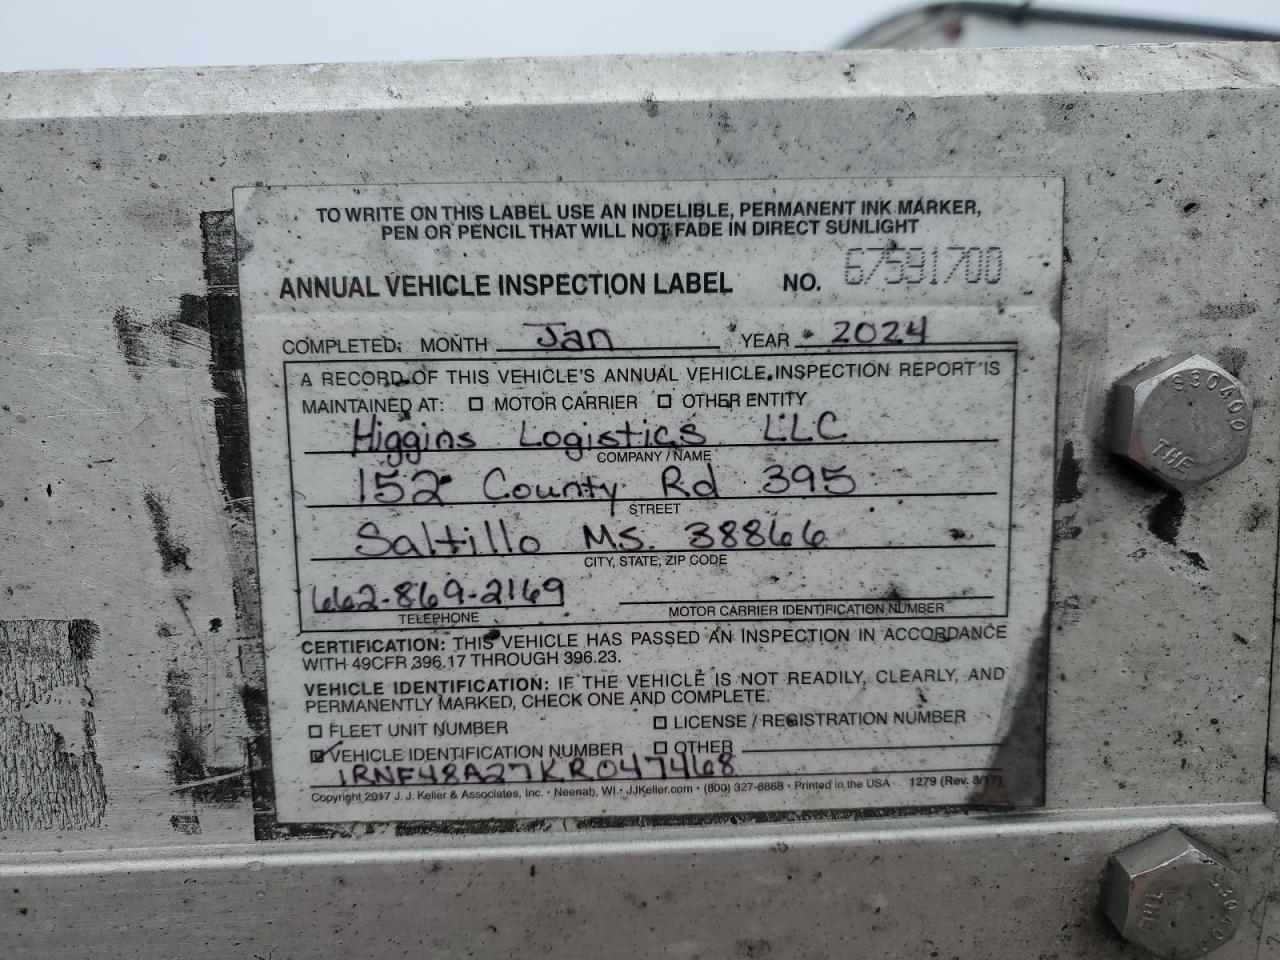 TO WRITE ON THIS LABEL USE AN INDELIBLE, PERMANENT INK MARKER,
PEN OR PENCIL THAT WILL NOT FADE IN DIRECT SUNLIGHT
ANNUAL VEHICLE INSPECTION LABEL NO. 67591700
COMPLETED: MONTH Jan YEAR 2024
A RECORD OF THIS VEHICLE'S ANNUAL VEHICLE INSPECTION REPORT IS
MAINTAINED AT: ☐ MOTOR CARRIER ☐ OTHER ENTITY
Higgins Logistics LLC
COMPANY / NAME
152 County Rd 395
STREET
Saltillo MS. 38866
CITY, STATE, ZIP CODE
662-869-2169
TELEPHONE MOTOR CARRIER IDENTIFICATION NUMBER
CERTIFICATION: THIS VEHICLE HAS PASSED AN INSPECTION IN ACCORDANCE
WITH 49CFR 396.17 THROUGH 396.23.
VEHICLE IDENTIFICATION: IF THE VEHICLE IS NOT READILY, CLEARLY, AND
PERMANENTLY MARKED, CHECK ONE AND COMPLETE.
☐ FLEET UNIT NUMBER ☐ LICENSE / REGISTRATION NUMBER
☑ VEHICLE IDENTIFICATION NUMBER ☐ OTHER
1RNF48A27KR047468
Copyright 2017 J. J. Keller & Associates, Inc. • Neenah, WI • JJKeller.com • (800) 327-6868 • Printed in the USA 1279 (Rev. 8/17)
S30400
THE
S30400
THE